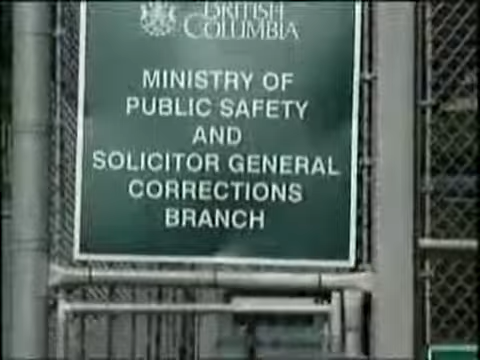 BRITISH
COLUMBIA
MINISTRY OF
PUBLIC SAFETY
AND
SOLICITOR GENERAL
CORRECTIONS
BRANCH